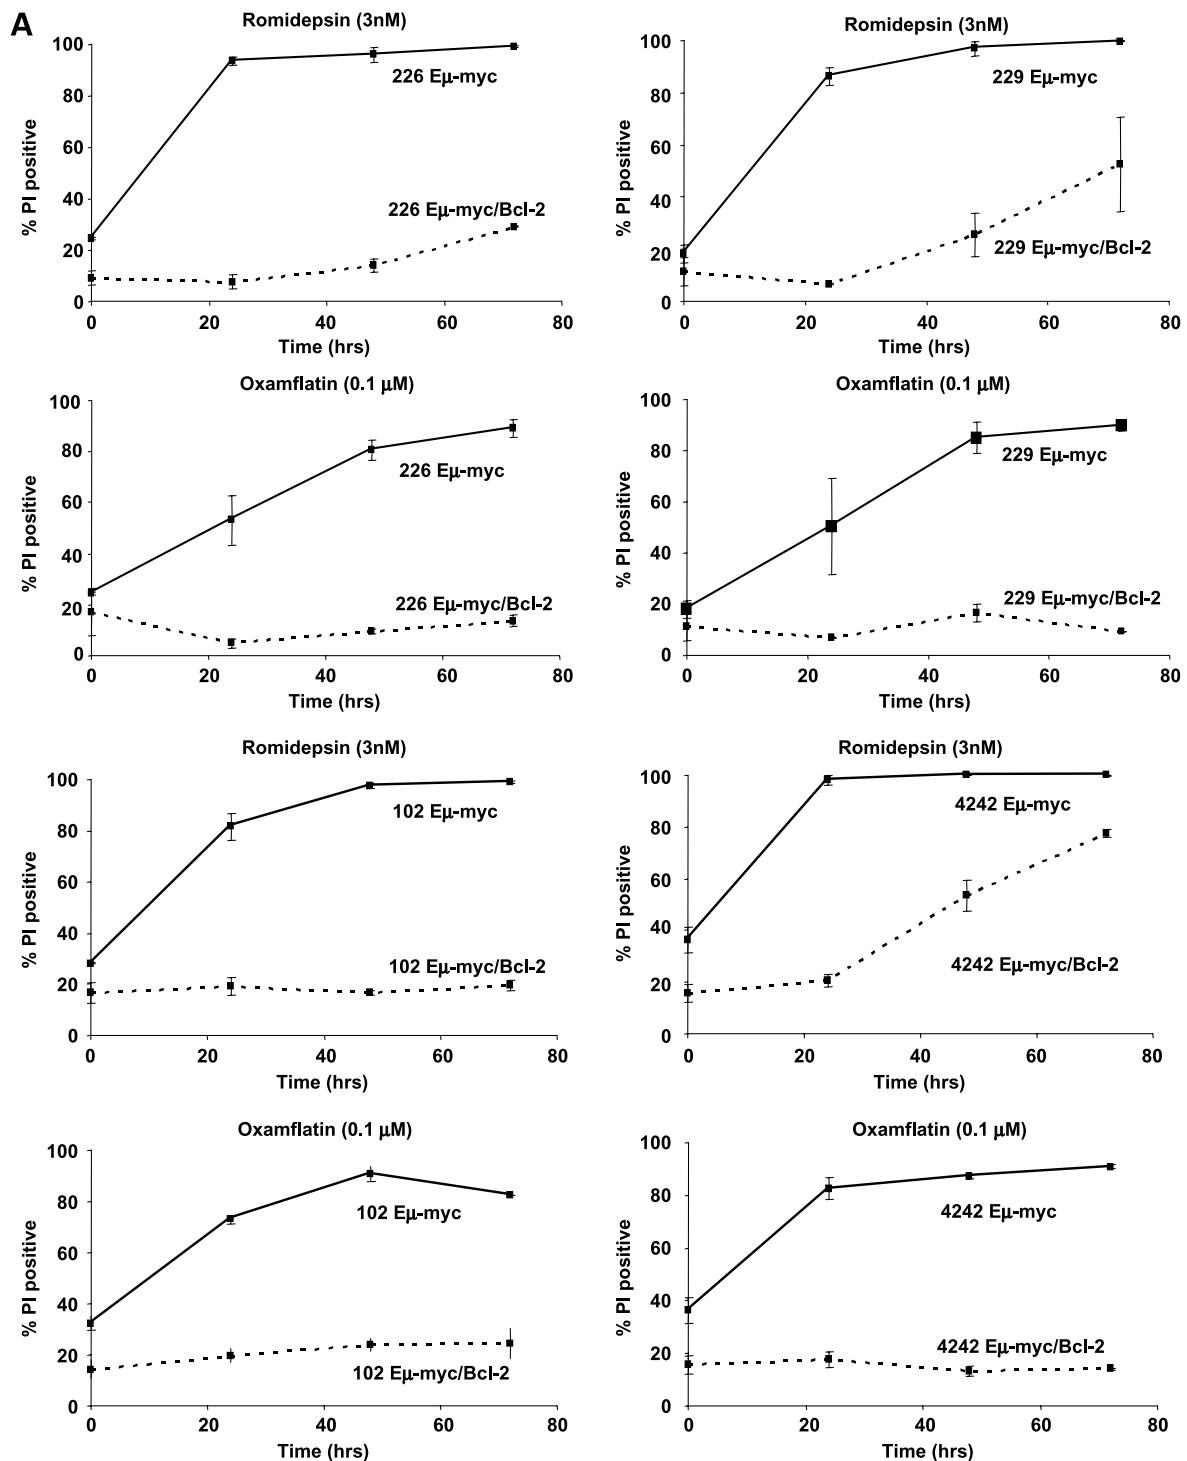 A
Romidepsin (3nM)
% PI positive
100
80
60
40
20
0
226 Eμ-myc
226 Eμ-myc/Bcl-2
0 20 40 60 80
Time (hrs)
Romidepsin (3nM)
% PI positive
100
80
60
40
20
0
229 Eμ-myc
229 Eμ-myc/Bcl-2
0 20 40 60 80
Time (hrs)
Oxamflatin (0.1 μM)
% PI positive
100
80
60
40
20
0
226 Eμ-myc
226 Eμ-myc/Bcl-2
0 20 40 60 80
Time (hrs)
Oxamflatin (0.1 μM)
% PI positive
100
80
60
40
20
0
229 Eμ-myc
229 Eμ-myc/Bcl-2
0 20 40 60 80
Time (hrs)
Romidepsin (3nM)
% PI positive
100
80
60
40
20
0
102 Eμ-myc
102 Eμ-myc/Bcl-2
0 20 40 60 80
Time (hrs)
Romidepsin (3nM)
% PI positive
100
80
60
40
20
0
4242 Eμ-myc
4242 Eμ-myc/Bcl-2
0 20 40 60 80
Time (hrs)
Oxamflatin (0.1 μM)
% PI positive
100
80
60
40
20
0
102 Eμ-myc
102 Eμ-myc/Bcl-2
0 20 40 60 80
Time (hrs)
Oxamflatin (0.1 μM)
% PI positive
100
80
60
40
20
0
4242 Eμ-myc
4242 Eμ-myc/Bcl-2
0 20 40 60 80
Time (hrs)